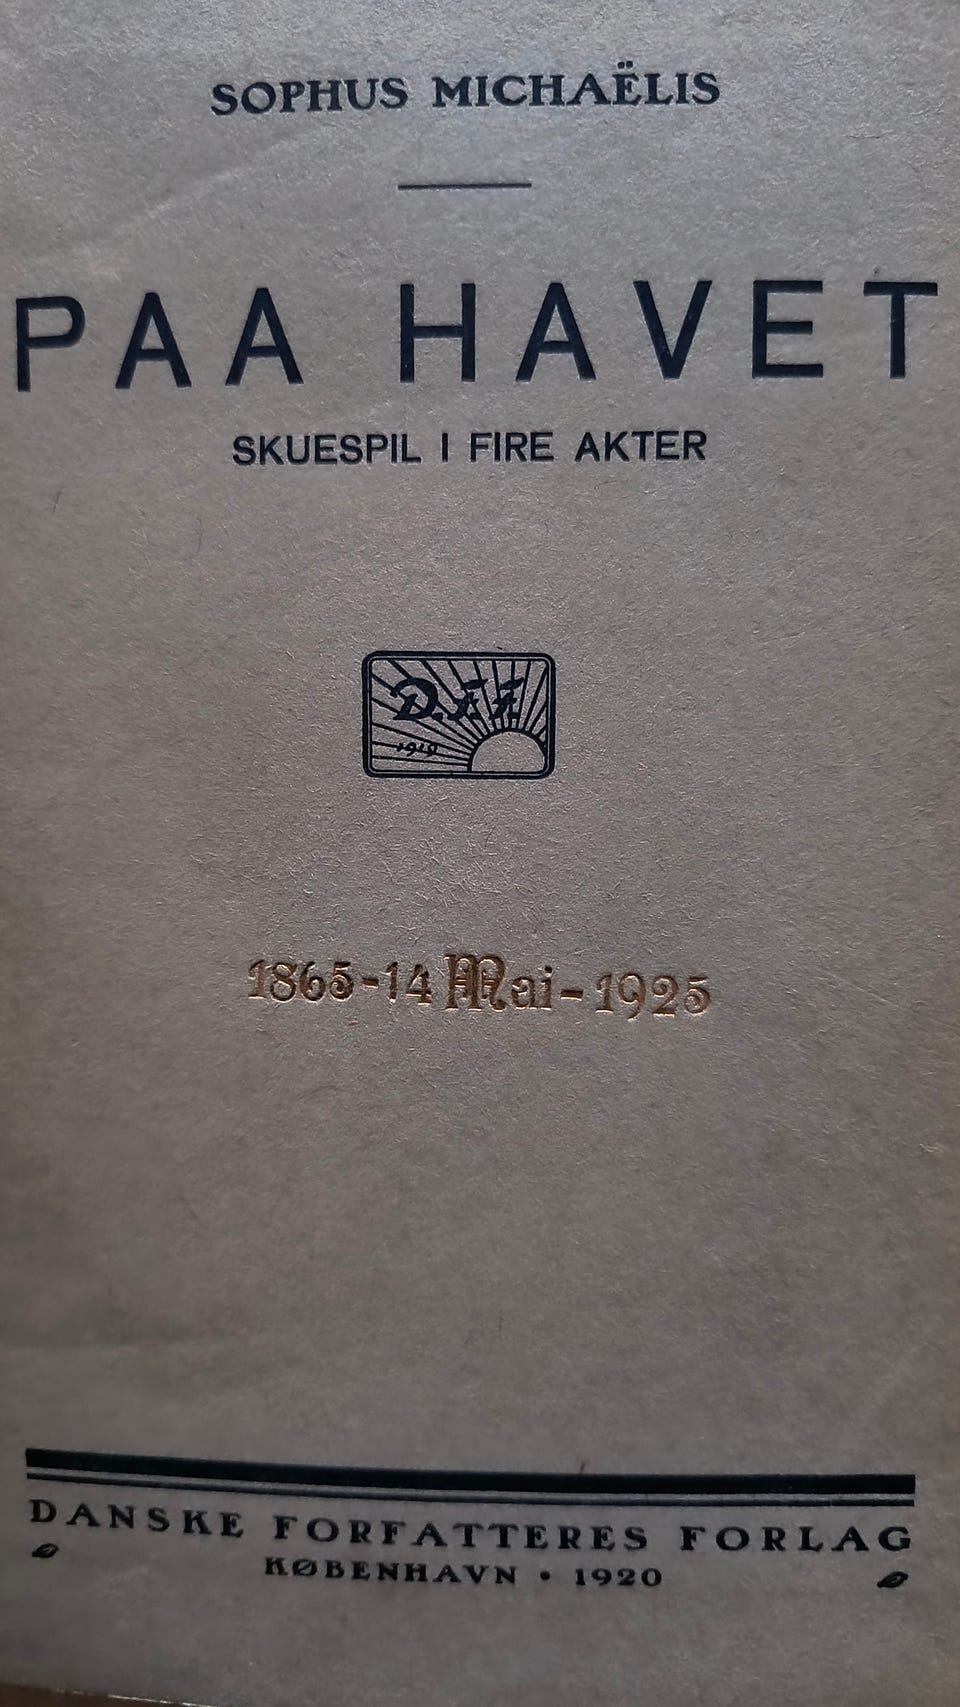 SOPHUS MICHAËLIS
PAA HAVET
SKUESPIL I FIRE AKTER
D.F.F.
1919
1865-14 Mai-1925
DANSKE FORFATTERES FORLAG
KØBENHAVN • 1920